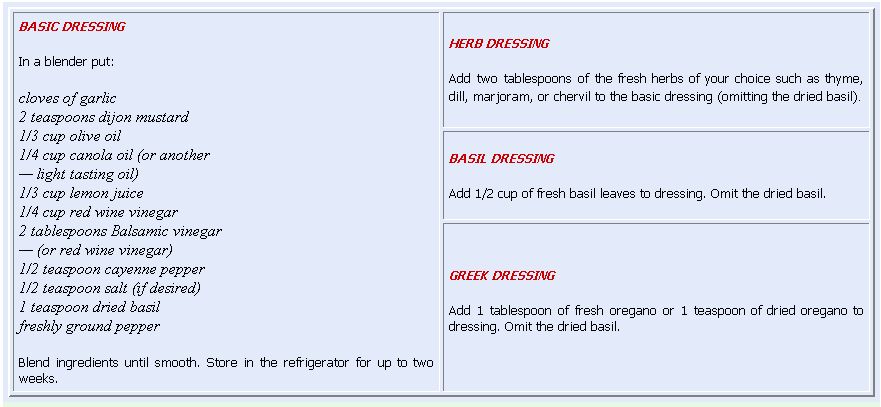 BASIC DRESSING
In a blender put:
cloves of garlic
2 teaspoons dijon mustard
1/3 cup olive oil
1/4 cup canola oil (or another
— light tasting oil)
1/3 cup lemon juice
1/4 cup red wine vinegar
2 tablespoons Balsamic vinegar
— (or red wine vinegar)
1/2 teaspoon cayenne pepper
1/2 teaspoon salt (if desired)
1 teaspoon dried basil
freshly ground pepper
Blend ingredients until smooth. Store in the refrigerator for up to two
weeks.
HERB DRESSING
Add two tablespoons of the fresh herbs of your choice such as thyme,
dill, marjoram, or chervil to the basic dressing (omitting the dried basil).
BASIL DRESSING
Add 1/2 cup of fresh basil leaves to dressing. Omit the dried basil.
GREEK DRESSING
Add 1 tablespoon of fresh oregano or 1 teaspoon of dried oregano to
dressing. Omit the dried basil.